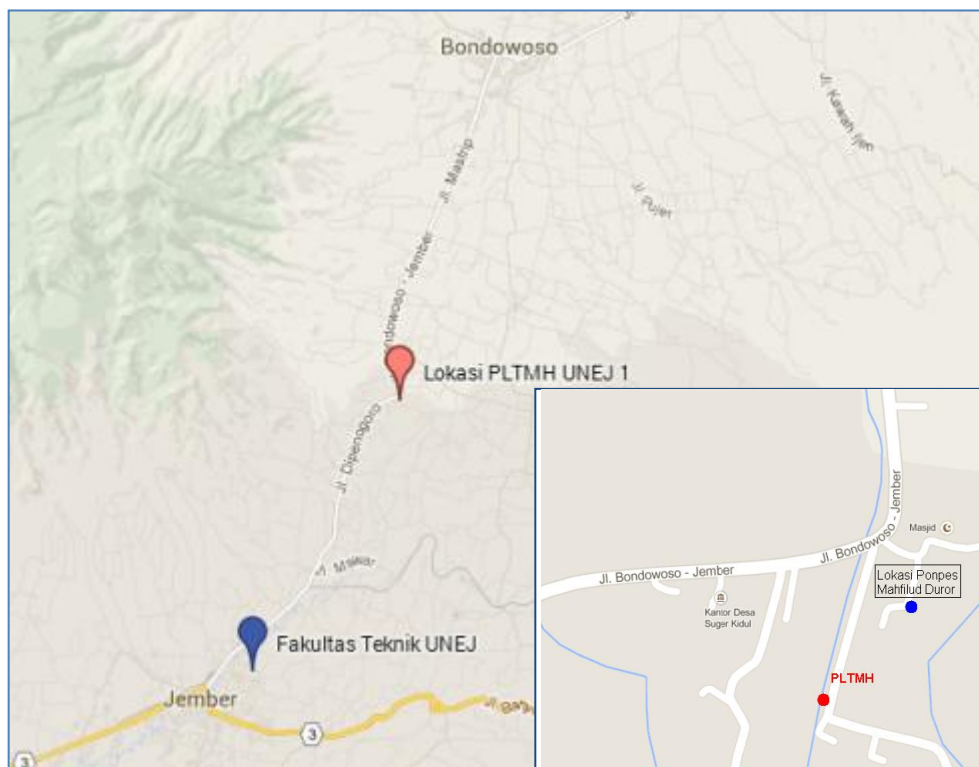 Bondowoso
Jl. Kawah Ijen
Jl. Mastrip
Jl. Pujer
Bondowoso - Jember
Lokasi PLTMH UNEJ 1
Jl. Dipenogoro
Jl. Mawar
Fakultas Teknik UNEJ
Jember
3
3
Masjid
Jl. Bondowoso - Jember
Jl. Bondowoso - Jember
Lokasi Ponpes
Mahfilud Duror
Kantor Desa
Suger Kidul
PLTMH